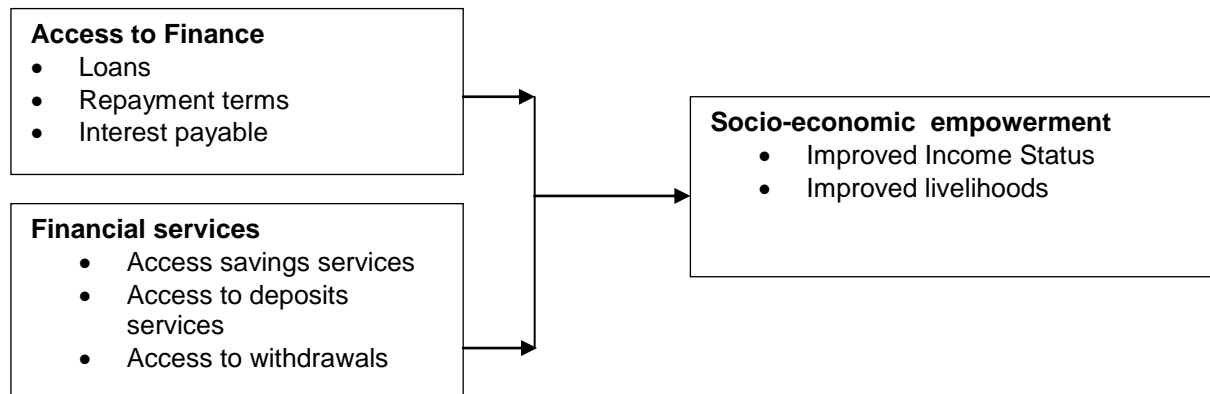 Access to Finance
• Loans
• Repayment terms
• Interest payable
Financial services
• Access savings services
• Access to deposits
services
• Access to withdrawals
Socio-economic empowerment
• Improved Income Status
• Improved livelihoods